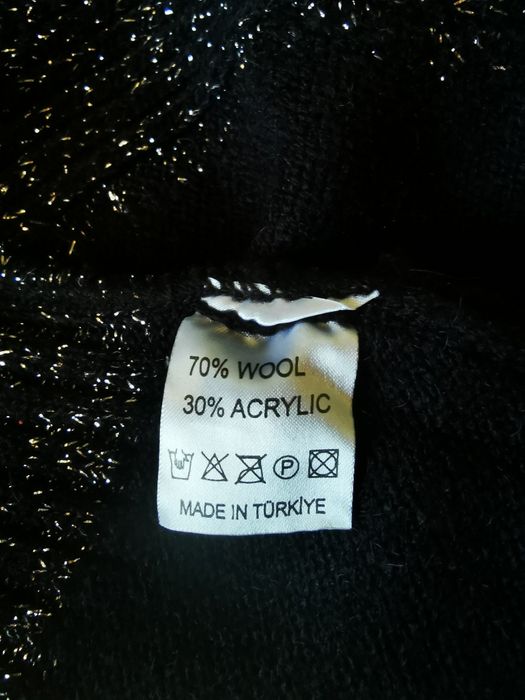 70% WOOL
30% ACRYLIC
P
MADE IN TÜRKİYE